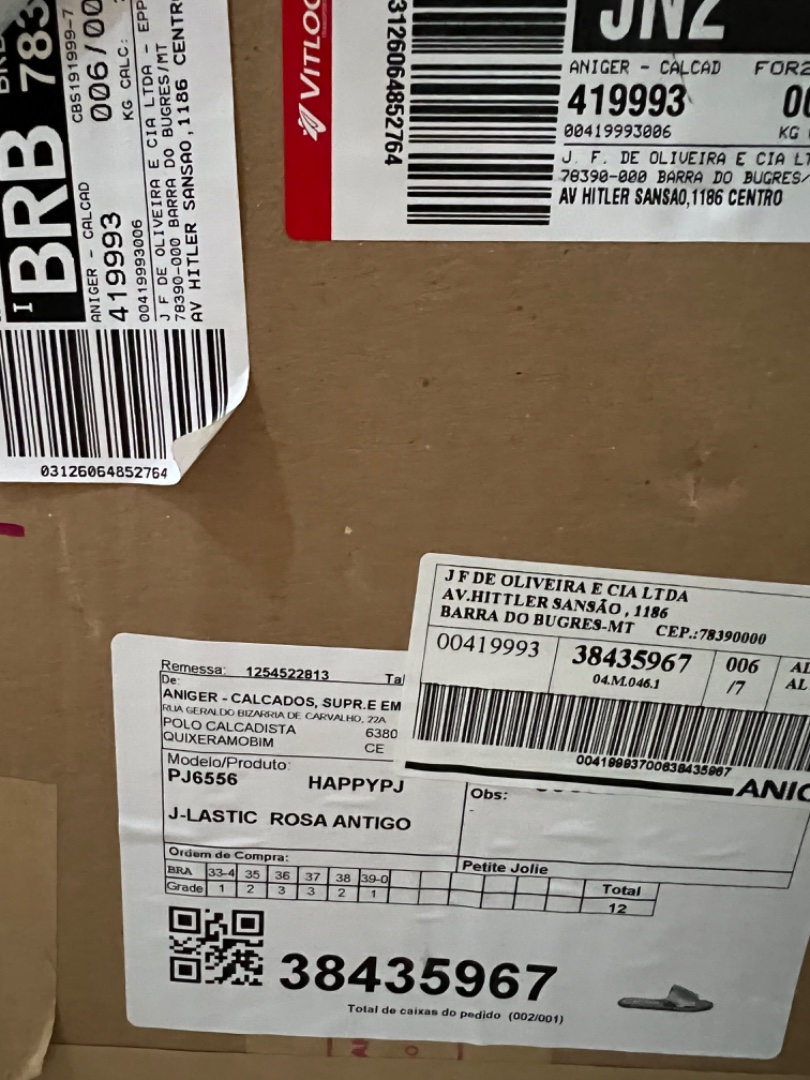 BRB 783
CBS191999-7
006/00
KG CALC:
ANIGER - CALCAD
419993
00419993006
J F DE OLIVEIRA E CIA LTDA - EPP
78390-000 BARRA DO BUGRES/MT
AV HITLER SANSAO,1186 CENTRO
03126064852764
VITLOG
3126064852764
JN2
ANIGER - CALCAD
419993
00419993006
KG
J. F. DE OLIVEIRA E CIA
78390-000 BARRA DO BUGRES/
AV HITLER SANSAO,1186 CENTRO
J F DE OLIVEIRA E CIA LTDA
AV.HITTLER SANSÃO , 1186
BARRA DO BUGRES-MT CEP.:78390000
00419993
38435967
04.M.046.1
006
/7
AL
0041999370063843 5967
Remessa: 1254522813
De:
ANIGER - CALCADOS, SUPR.E EM
RUA GERALDO BIZARRIA DE CARVALHO, 22A
POLO CALCADISTA 6380
QUIXERAMOBIM CE
Modelo/Produto:
PJ6556 HAPPYPJ
J-LASTIC ROSA ANTIGO
Obs:
-
Ordem de Compra:
Petite Jolie
BRA 33-4 35 36 37 38 39-0
Grade 1 2 3 3 2 1
Total
12
38435967
Total de caixas do pedido (002/001)